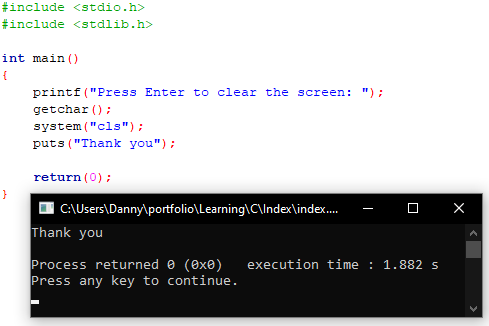 #include <stdio.h>
#include <stdlib.h>
int main()
{
printf("Press Enter to clear the screen: ");
getchar();
system("cls");
puts("Thank you");
return(0);
}
C:\Users\Danny\portfolio\Learning\C\Index\index....
Thank you
Process returned 0 (0x0)   execution time : 1.882 s
Press any key to continue.